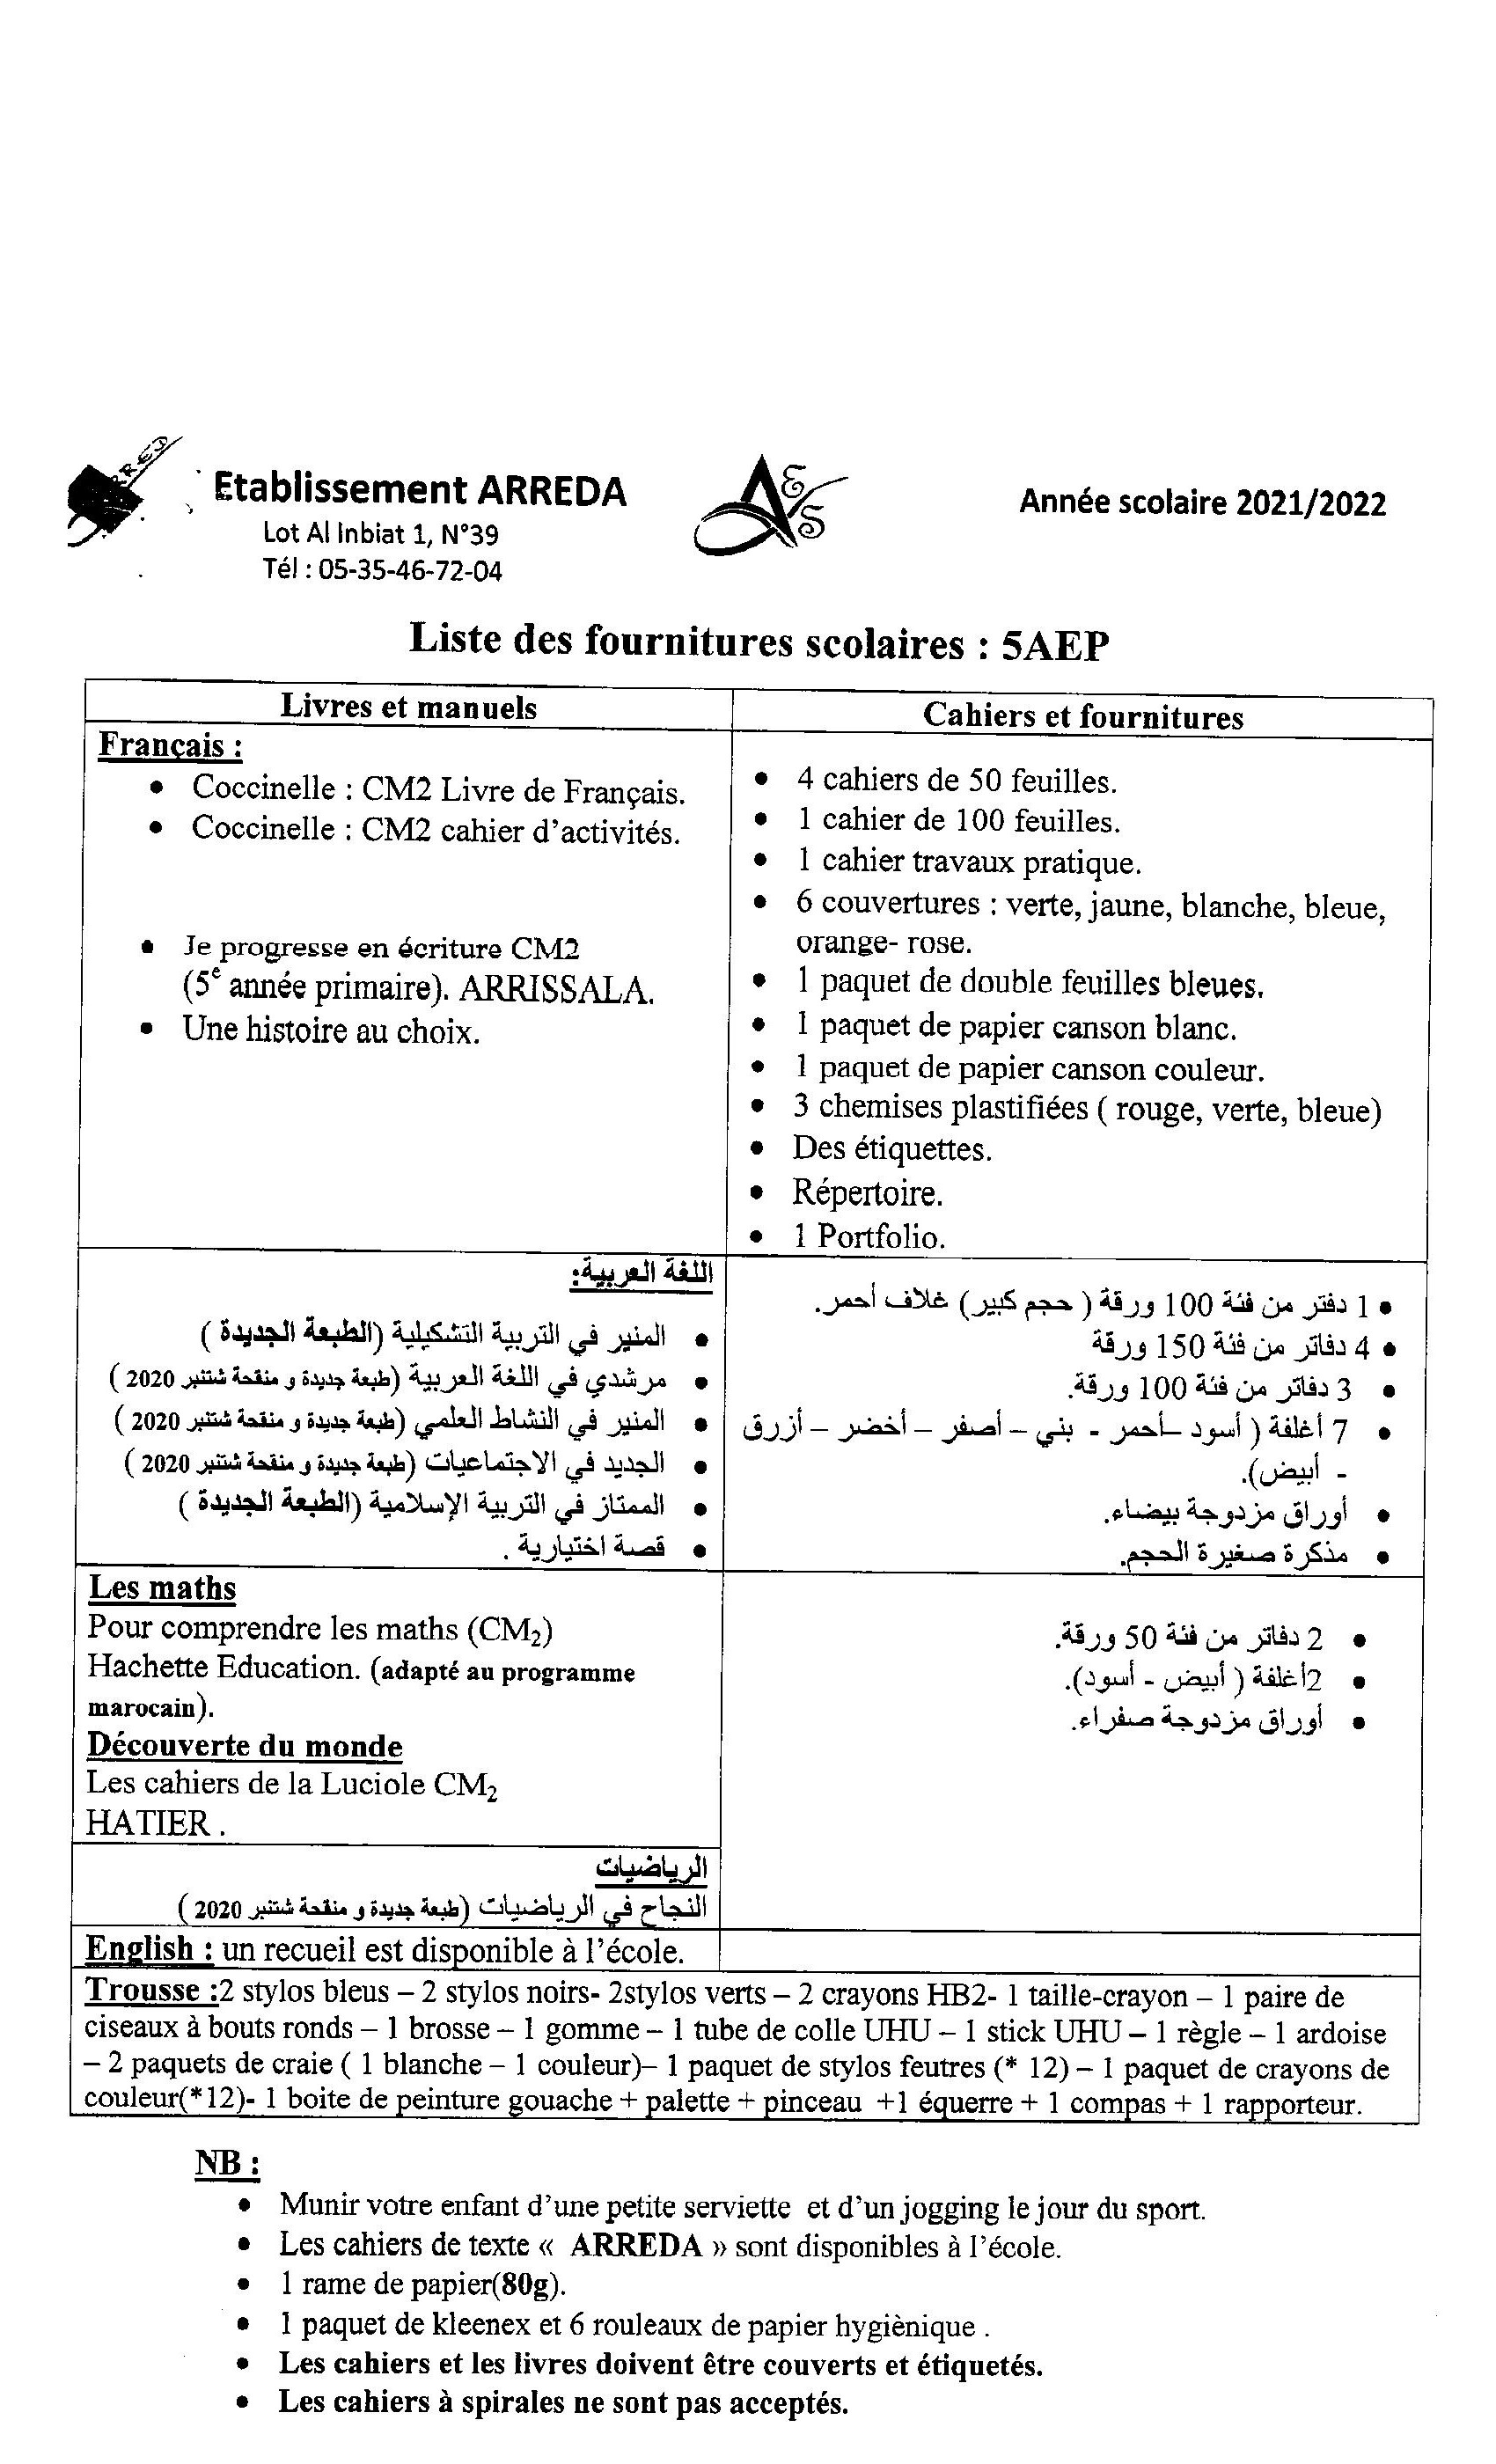 Etablissement ARREDA
Lot Al Inbiat 1, N°39
Tél : 05-35-46-72-04
AES
Année scolaire 2021/2022
Liste des fournitures scolaires : 5AEP
Livres et manuels
Français :
• Coccinelle : CM2 Livre de Français.
• Coccinelle : CM2 cahier d’activités.
• Je progresse en écriture CM2
(5e année primaire). ARRISSALA.
• Une histoire au choix.
Cahiers et fournitures
• 4 cahiers de 50 feuilles.
• 1 cahier de 100 feuilles.
• 1 cahier travaux pratique.
• 6 couvertures : verte, jaune, blanche, bleue,
orange- rose.
• 1 paquet de double feuilles bleues.
• 1 paquet de papier canson blanc.
• 1 paquet de papier canson couleur.
• 3 chemises plastifiées ( rouge, verte, bleue)
• Des étiquettes.
• Répertoire.
• 1 Portfolio.
اللغة العربية:
• المنير في التربية التشكيلية (الطبعة الجديدة )
• مرشدي في اللغة العربية (طبعة جديدة و منقحة شتنبر 2020 )
• المنير في النشاط العلمي (طبعة جديدة و منقحة شتنبر 2020 )
• الجديد في الاجتماعيات (طبعة جديدة و منقحة شتنبر 2020 )
• الممتاز في التربية الإسلامية (الطبعة الجديدة )
• قصة اختيارية .
• 1 دفتر من فئة 100 ورقة ( حجم كبير) غلاف أحمر.
• 4 دفاتر من فئة 150 ورقة
• 3 دفاتر من فئة 100 ورقة.
• 7 أغلفة ( أسود –أحمر - بني – أصفر – أخضر – أزرق
- أبيض).
• أوراق مزدوجة بيضاء.
• مذكرة صغيرة الحجم.
Les maths
Pour comprendre les maths (CM2)
Hachette Education. (adapté au programme
marocain).
Découverte du monde
Les cahiers de la Luciole CM2
HATIER .
• 2 دفاتر من فئة 50 ورقة.
• 2أغلفة ( أبيض - أسود).
• أوراق مزدوجة صفراء.
الرياضيات
النجاح في الرياضيات (طبعة جديدة و منقحة شتنبر 2020 )
English : un recueil est disponible à l’école.
Trousse :2 stylos bleus – 2 stylos noirs- 2stylos verts – 2 crayons HB2- 1 taille-crayon – 1 paire de
ciseaux à bouts ronds – 1 brosse – 1 gomme – 1 tube de colle UHU – 1 stick UHU – 1 règle – 1 ardoise
– 2 paquets de craie ( 1 blanche – 1 couleur)– 1 paquet de stylos feutres (* 12) – 1 paquet de crayons de
couleur(*12)- 1 boite de peinture gouache + palette + pinceau +1 équerre + 1 compas + 1 rapporteur.
NB :
• Munir votre enfant d’une petite serviette et d’un jogging le jour du sport.
• Les cahiers de texte « ARREDA » sont disponibles à l’école.
• 1 rame de papier(80g).
• 1 paquet de kleenex et 6 rouleaux de papier hygiènique .
• Les cahiers et les livres doivent être couverts et étiquetés.
• Les cahiers à spirales ne sont pas acceptés.